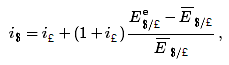 i$ = i£ + (1 + i£) (E^e $/£ − E̅ $/£) / E̅ $/£ ,